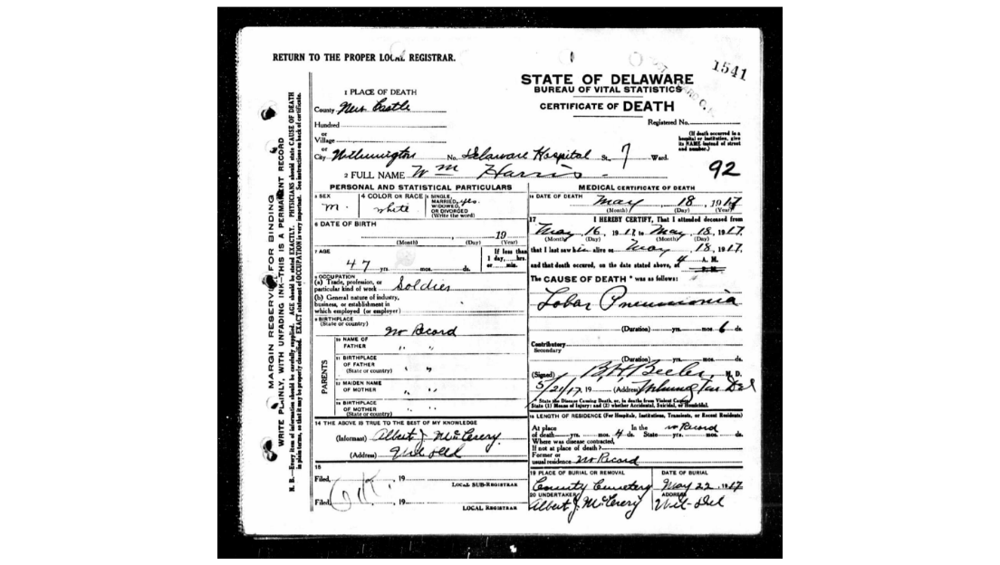 RETURN TO THE PROPER LOCAL REGISTRAR.
1541
STATE OF DELAWARE
BUREAU OF VITAL STATISTICS
CERTIFICATE OF DEATH
Registered No.
(If death occurred in a hospital or institution, give its NAME instead of street and number.)
1 PLACE OF DEATH
County New Castle
Hundred
or
Village
or
City Wilmington No. Delaware Hospital St. 7 Ward.
2 FULL NAME Wm Harris
92
MARGIN RESERVED FOR BINDING
WRITE PLAINLY, WITH UNFADING INK—THIS IS A PERMANENT RECORD
N. B.—Every item of information should be carefully supplied. AGE should be stated EXACTLY. PHYSICIANS should state CAUSE OF DEATH
in plain terms, so that it may be properly classified. EXACT statement of OCCUPATION is very important. See instructions on back of certificate.
PERSONAL AND STATISTICAL PARTICULARS
3 SEX M.
4 COLOR OR RACE white
5 SINGLE, MARRIED, WIDOWED, OR DIVORCED (Write the word) yes.
6 DATE OF BIRTH
19
(Month) (Day) (Year)
7 AGE
47 yrs. mos. ds.
If less than 1 day, hrs. or min.
8 OCCUPATION
(a) Trade, profession, or
particular kind of work Soldier
(b) General nature of industry,
business, or establishment in
which employed (or employer)
9 BIRTHPLACE
(State or country) No Record
PARENTS
10 NAME OF FATHER " "
11 BIRTHPLACE OF FATHER (State or country) " "
12 MAIDEN NAME OF MOTHER " "
13 BIRTHPLACE OF MOTHER (State or country) " "
14 THE ABOVE IS TRUE TO THE BEST OF MY KNOWLEDGE
(Informant) Albert J. McCrery
(Address)
15
Filed, 19
LOCAL SUB-REGISTRAR
Filed, 19
LOCAL REGISTRAR
MEDICAL CERTIFICATE OF DEATH
16 DATE OF DEATH May 18, 1917
(Month) (Day) (Year)
17 I HEREBY CERTIFY, That I attended deceased from
May 16, 1917 to May 18, 1917.
(Month) (Day) (Month) (Day)
that I last saw him alive on May 18, 1917.
and that death occured, on the date stated above, at 4 A. M.
P. M.
The CAUSE OF DEATH * was as follows:
Lobar Pneumonia
(Duration) yrs. mos. 6 ds.
Contributory
Secondary
(Duration) yrs. mos. ds.
(Signed) B.H. Beeler, M. D.
5/21/17, 19 (Address) Wilmington Del
* State the Disease Causing Death, or, in deaths from Violent Causes,
State (1) Means of Injury; and (2) whether Accidental, Suicidal, or Homicidal.
18 LENGTH OF RESIDENCE (For Hospitals, Institutions, Transients, or Recent Residents)
At place of death yrs. mos. 4 ds. In the State yrs. mos. ds. No Record
Where was disease contracted,
If not at place of death?
Former or
usual residence No Record
19 PLACE OF BURIAL OR REMOVAL
County Cemetery
DATE OF BURIAL
May 22, 1917
20 UNDERTAKER
Albert J. McCrery
ADDRESS
Wil-Del